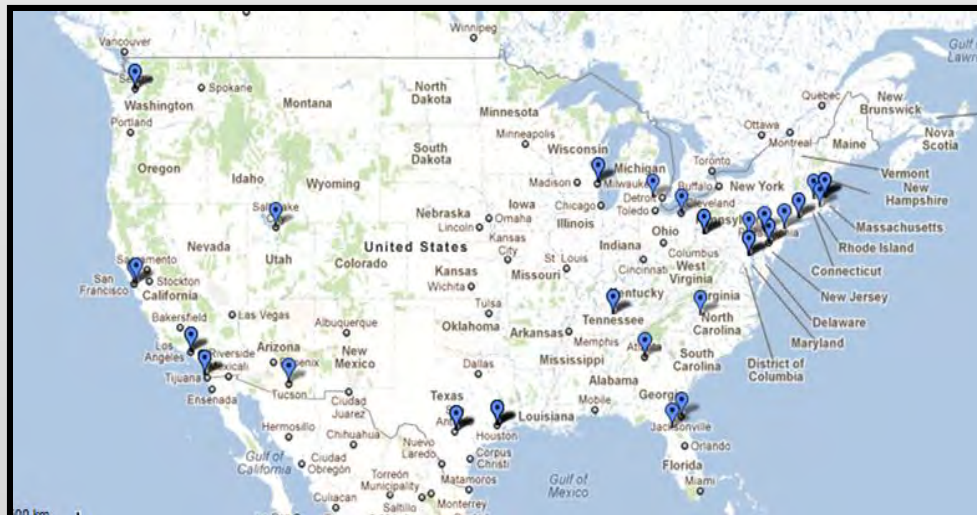 Winnipeg
Vancouver
Spokane
Washington
Montana
North
Dakota
Minnesota
Quebec
New
Brunswick
Gulf of
Portland
Minneapolis
Ottawa
Montreal
Maine
Nova
Scotia
Oregon
Idaho
South
Dakota
Wisconsin
Michigan
Toronto
Vermont
Wyoming
Madison
Milwaukee
Buffalo
New York
New
Hampshire
Salt Lake
Iowa
Chicago
Detroit
Toledo
Cleveland
Massachusetts
Nebraska
Lincoln
Omaha
Illinois
Ohio
Rhode Island
Nevada
Utah
United States
Kansas
City
Indiana
Columbus
Connecticut
Sacramento
San
Francisco
Stockton
California
Colorado
Kansas
Missouri
St. Louis
Cincinnati
West
Virginia
New Jersey
Wichita
Kentucky
Virginia
Delaware
Bakersfield
Las Vegas
Albuquerque
Tulsa
Oklahoma
Arkansas
Tennessee
Memphis
North
Carolina
Maryland
Los
Angeles
Riverside
Arizona
Phoenix
New
Mexico
Dallas
Mississippi
South
Carolina
District of
Columbia
Tijuana
Mexicali
Tucson
Alabama
Ensenada
Ciudad
Juarez
Texas
Louisiana
Mobile
Georgia
Jacksonville
Hermosillo
Chihuahua
Houston
Orlando
Gulf of
California
Ciudad
Obregón
Nuevo
Laredo
Corpus
Christi
Florida
Gulf of
Mexico
Miami
Torreón
Municipality
Matamoros
Culiacan
Saltillo
Monterrey